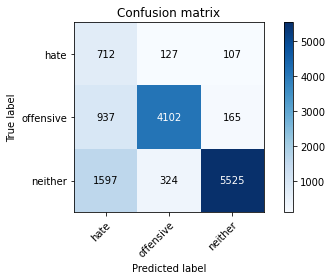 Confusion matrix
hate 712 127 107
offensive 937 4102 165
neither 1597 324 5525
hate offensive neither
True label
Predicted label
5000
4000
3000
2000
1000